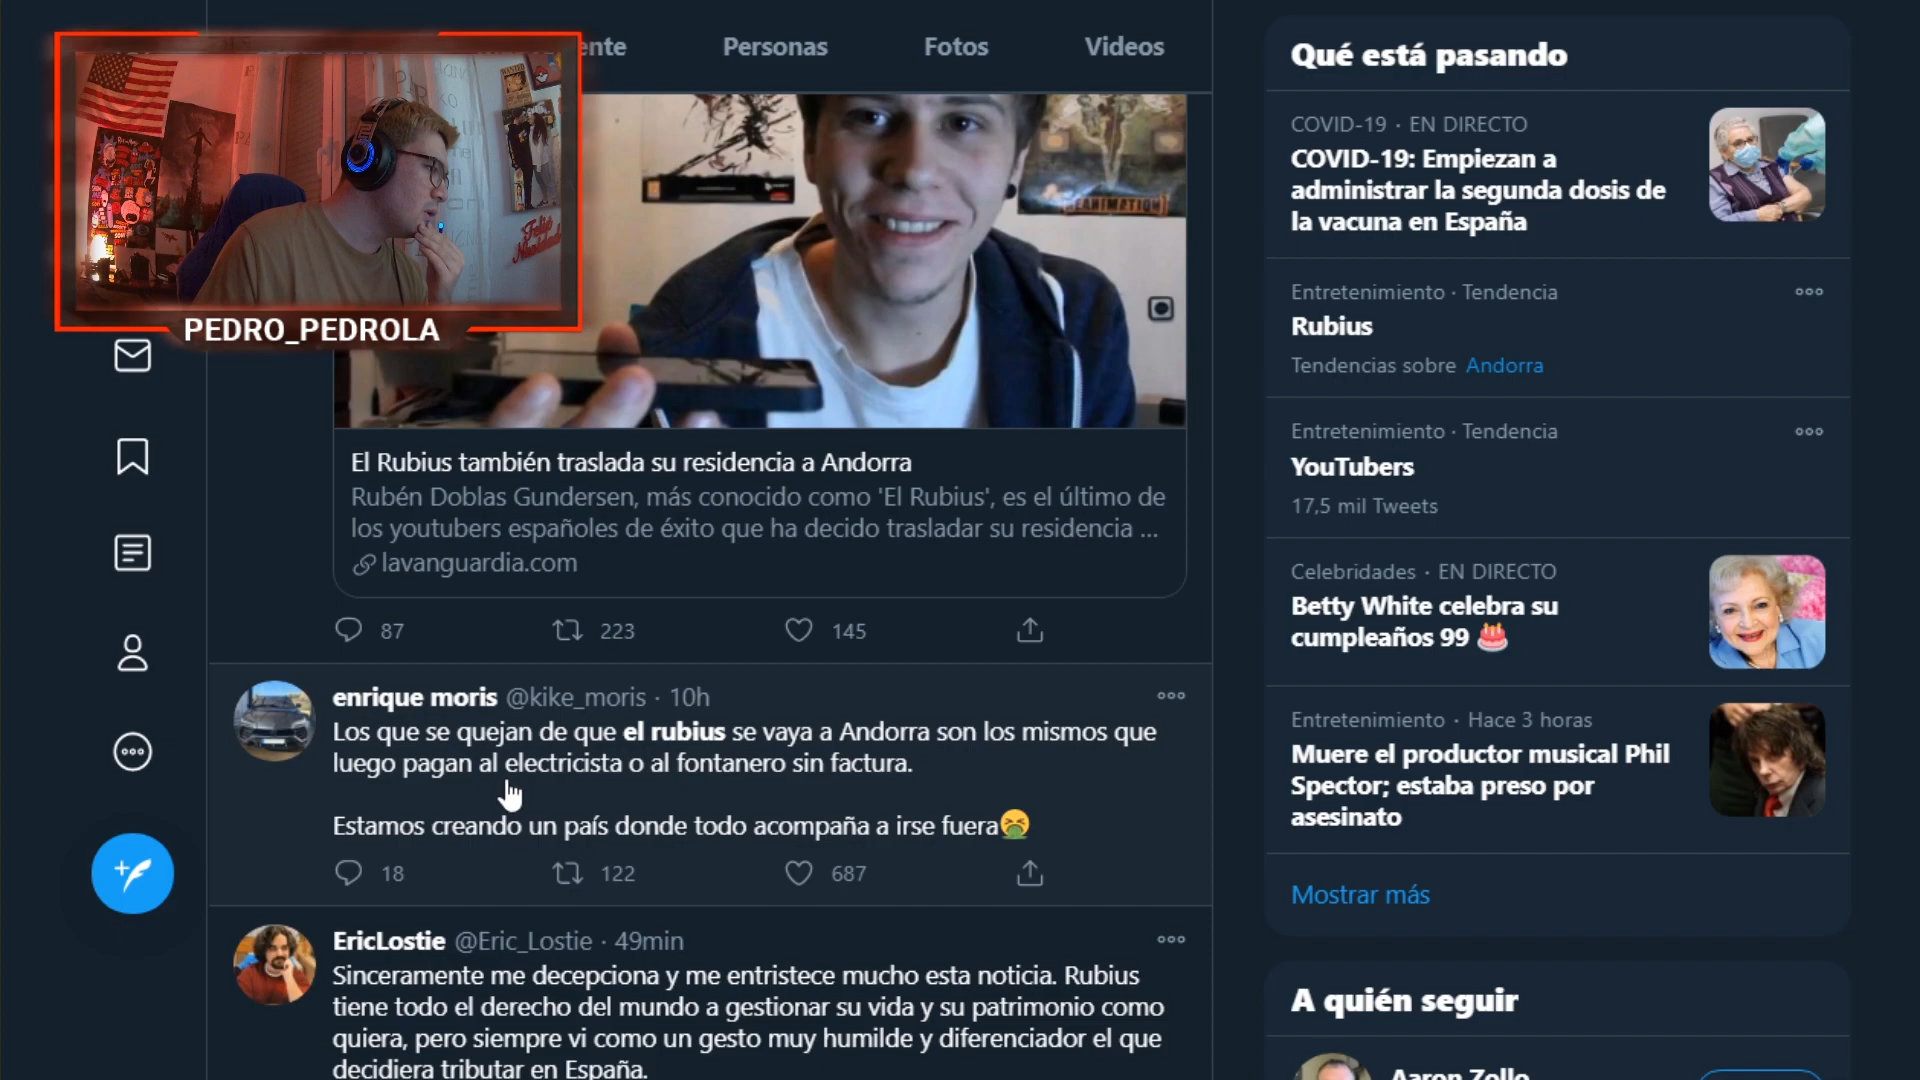 ente
Personas
Fotos
Videos
PEDRO_PEDROLA
REANIMATION
WANTED
El Rubius también traslada su residencia a Andorra
Rubén Doblas Gundersen, más conocido como 'El Rubius', es el último de
los youtubers españoles de éxito que ha decido trasladar su residencia ...
lavanguardia.com
87
223
145
enrique moris @kike_moris · 10h
Los que se quejan de que el rubius se vaya a Andorra son los mismos que
luego pagan al electricista o al fontanero sin factura.
Estamos creando un país donde todo acompaña a irse fuera🤮
18
122
687
EricLostie @Eric_Lostie · 49min
Sinceramente me decepciona y me entristece mucho esta noticia. Rubius
tiene todo el derecho del mundo a gestionar su vida y su patrimonio como
quiera, pero siempre vi como un gesto muy humilde y diferenciador el que
decidiera tributar en España.
Qué está pasando
COVID-19 · EN DIRECTO
COVID-19: Empiezan a
administrar la segunda dosis de
la vacuna en España
Entretenimiento · Tendencia
Rubius
Tendencias sobre Andorra
Entretenimiento · Tendencia
YouTubers
17,5 mil Tweets
Celebridades · EN DIRECTO
Betty White celebra su
cumpleaños 99 🎂
Entretenimiento · Hace 3 horas
Muere el productor musical Phil
Spector; estaba preso por
asesinato
Mostrar más
A quién seguir
Aaron Zollo